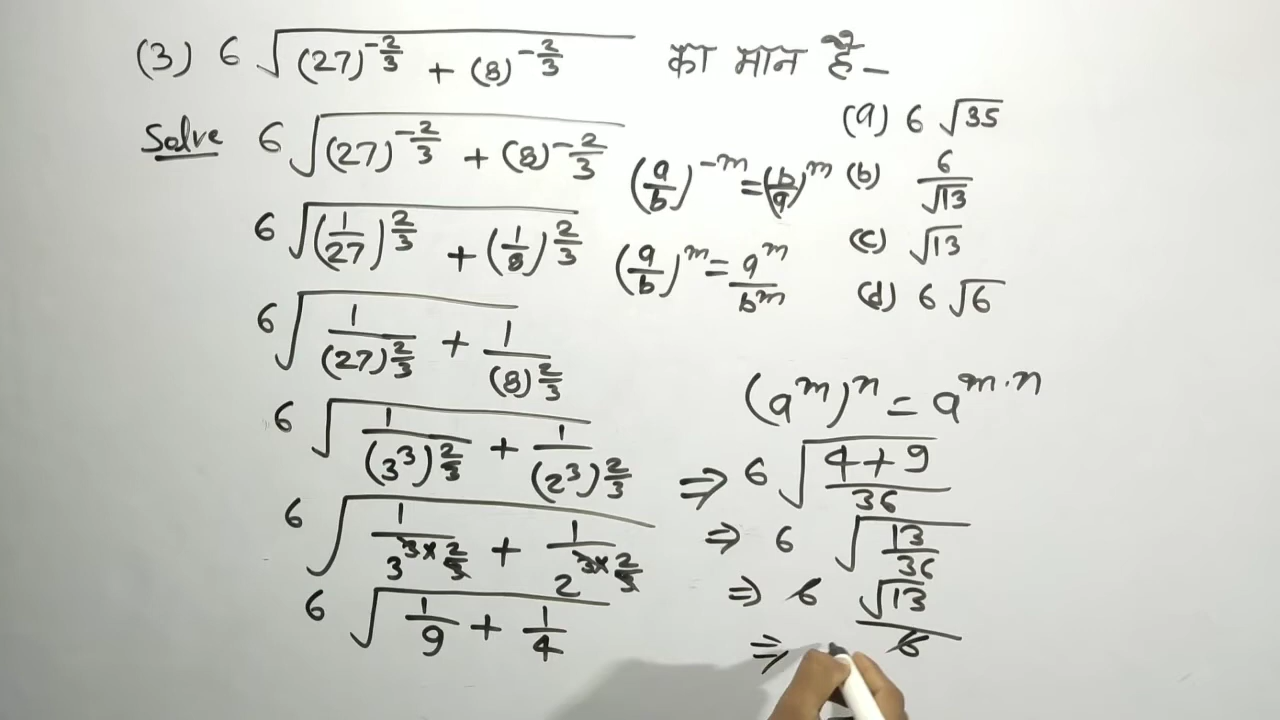 (3) 6 √((27)^(-2/3) + (8)^(-2/3)) का मान है -
(a) 6 √35
(b) 6/√13
(c) √13
(d) 6 √6
Solve 6 √((27)^(-2/3) + (8)^(-2/3))
(a/b)^(-m) = (b/a)^m
6 √((1/27)^(2/3) + (1/8)^(2/3))
(a/b)^m = a^m/b^m
6 √(1/(27)^(2/3) + 1/(8)^(2/3))
6 √(1/(3^3)^(2/3) + 1/(2^3)^(2/3))
6 √(1/3^(3×2/3) + 1/2^(3×2/3))
6 √(1/9 + 1/4)
(a^m)^n = a^(m·n)
⇒ 6 √((4+9)/36)
⇒ 6 √(13/36)
⇒ 6 √13/6
⇒